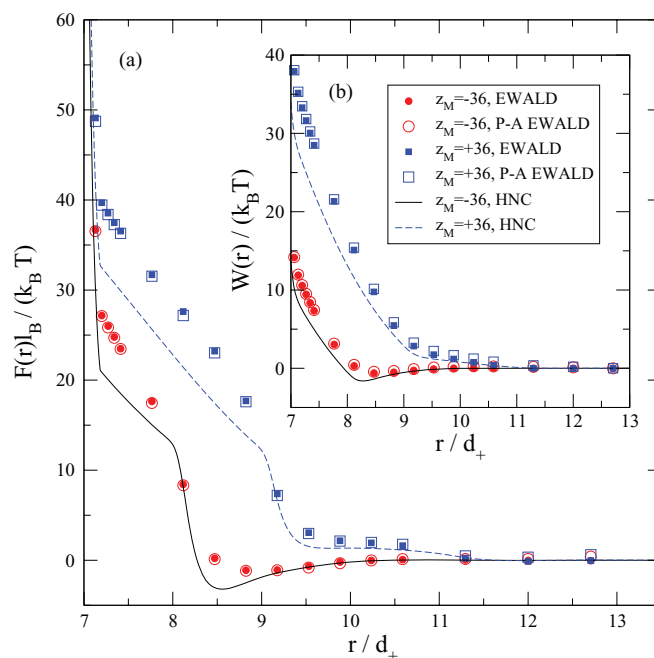 60
50
40
30
20
10
0
F(r)l_B / (k_B T)
(a)
7 8 9 10 11 12 13
r / d_+
40
30
20
10
0
W(r) / (k_B T)
(b)
z_M=-36, EWALD
z_M=-36, P-A EWALD
z_M=+36, EWALD
z_M=+36, P-A EWALD
z_M=-36, HNC
z_M=+36, HNC
7 8 9 10 11 12 13
r / d_+